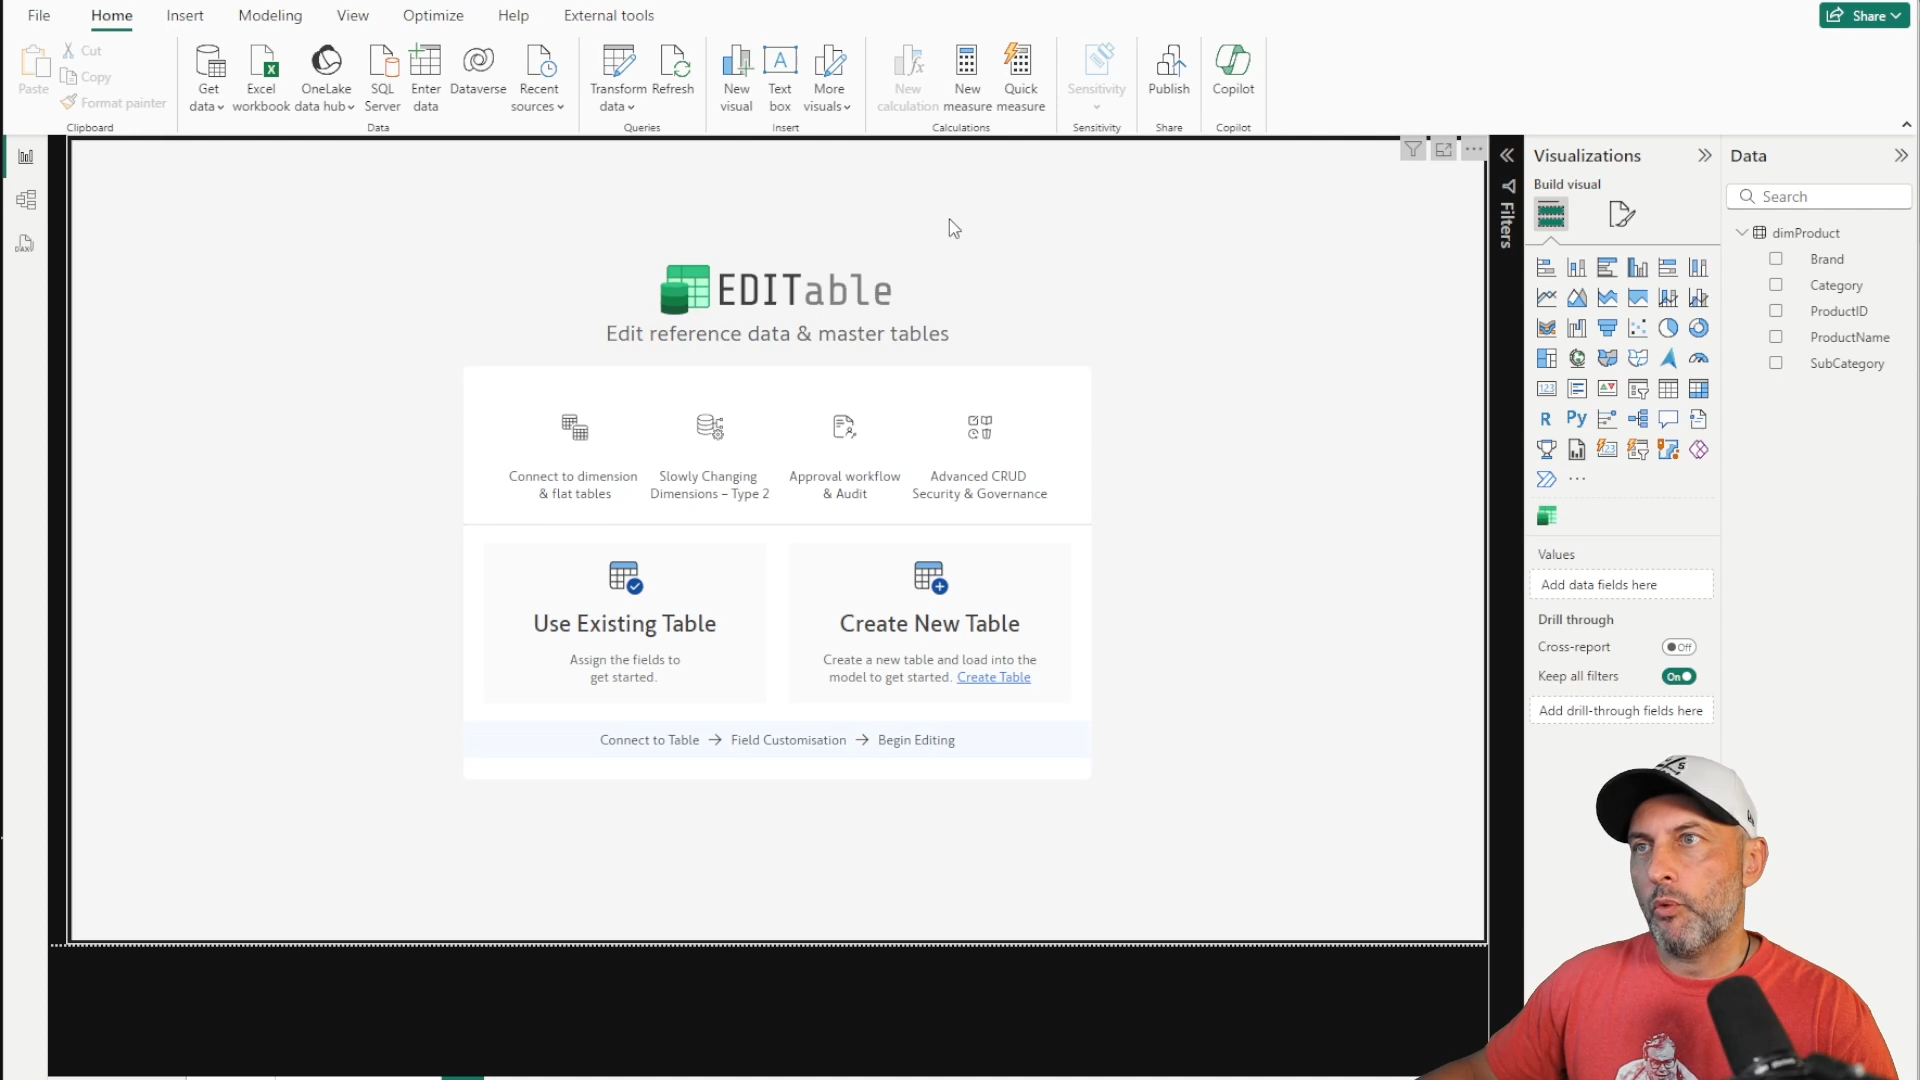 File Home Insert Modeling View Optimize Help External tools
Share
Paste Cut
Copy
Format painter
Clipboard
Get data
Excel workbook
OneLake data hub
SQL Server
Enter data
Dataverse
Recent sources
Data
Transform data
Refresh
Queries
New visual
Text box
More visuals
Insert
New calculation
New measure
Quick measure
Calculations
Sensitivity
Sensitivity
Publish
Share
Copilot
Copilot
EDITable
Edit reference data & master tables
Connect to dimension
& flat tables
Slowly Changing
Dimensions – Type 2
Approval workflow
& Audit
Advanced CRUD
Security & Governance
Use Existing Table
Assign the fields to
get started.
Create New Table
Create a new table and load into the
model to get started. Create Table
Connect to Table → Field Customisation → Begin Editing
Filters
Visualizations
Build visual
R Py
123
Values
Add data fields here
Drill through
Cross-report Off
Keep all filters On
Add drill-through fields here
Data
Search
dimProduct
Brand
Category
ProductID
ProductName
SubCategory